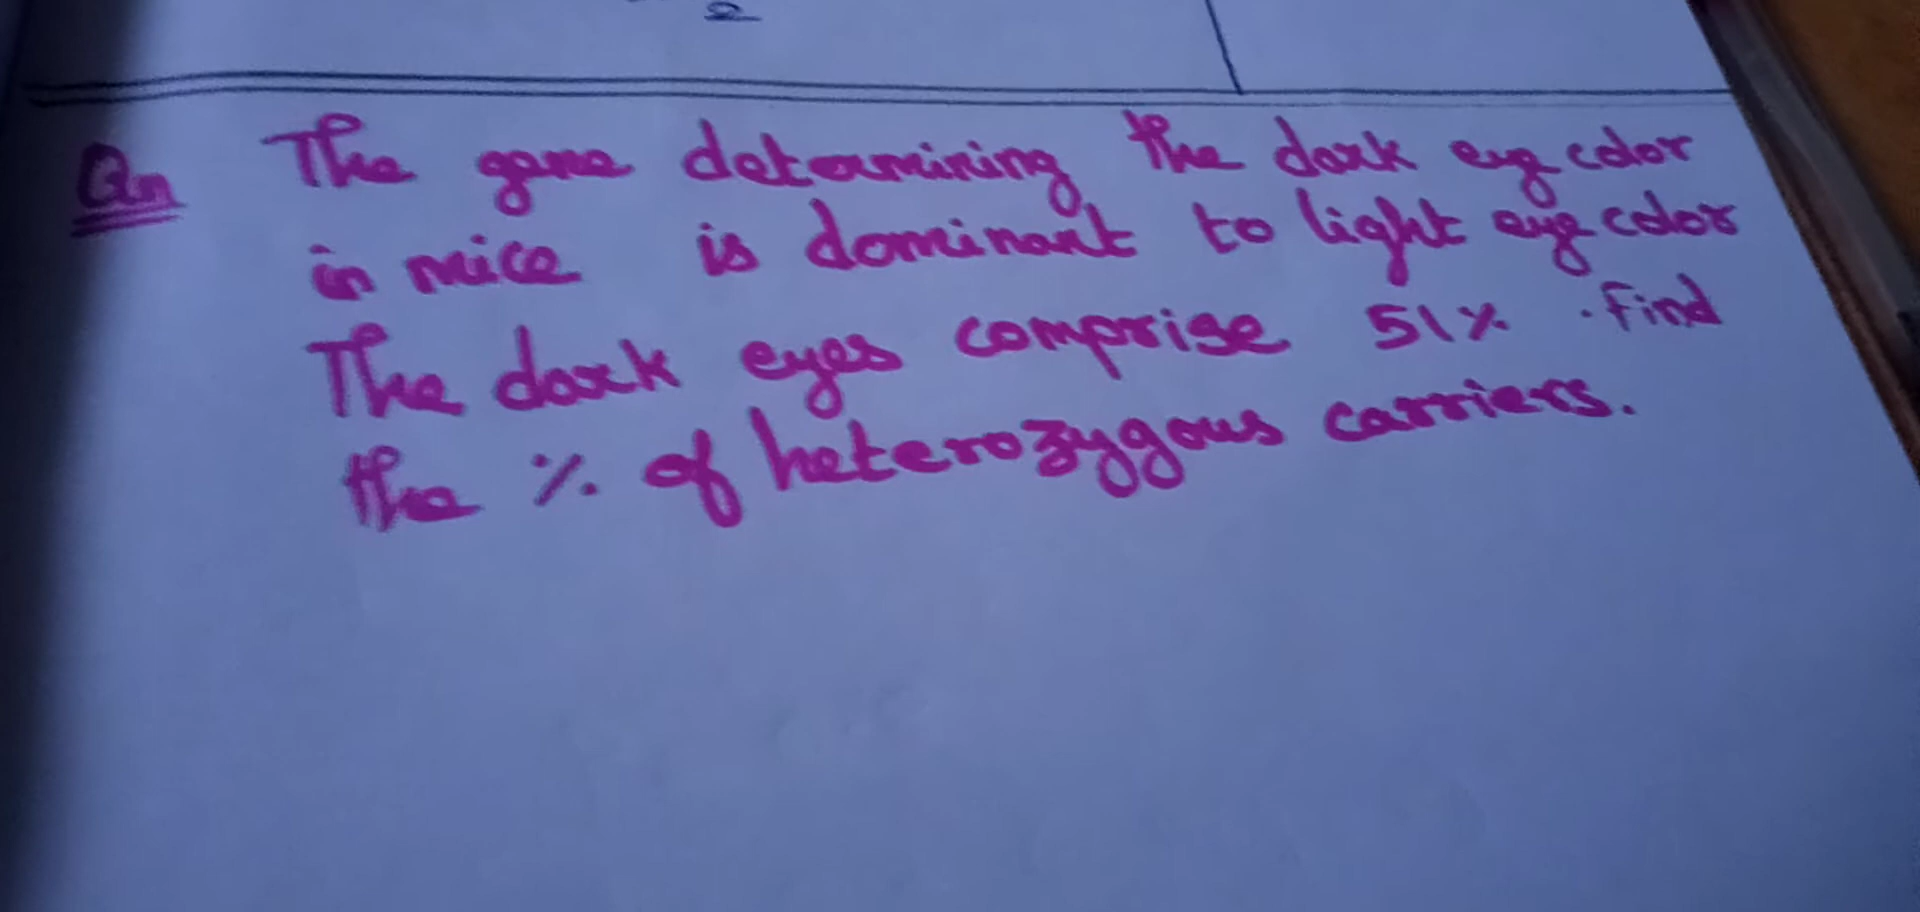 2
Qn The gene determining the dark eye color
in mice is dominant to light eye color
The dark eyes comprise 51% . find
the % of heterozygous carriers.